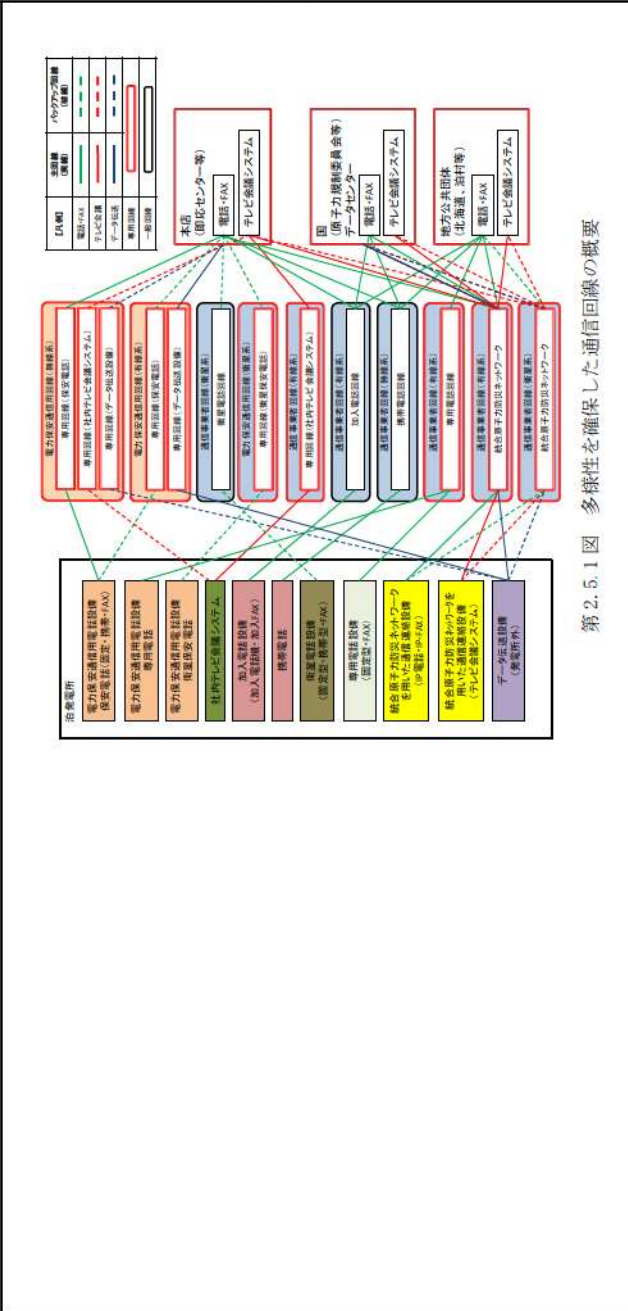 泊発電所
電力保安通信用電話設備
保安電話(固定・携帯・FAX)
電力保安通信用電話設備
専用電話
電力保安通信用電話設備
衛星保安電話
社内テレビ会議システム
加入電話設備
(加入電話機・加入FAX)
携帯電話
衛星電話設備
(固定型・携帯型・FAX)
専用電話設備
(固定型・FAX)
統合原子力防災ネットワーク
を用いた通信連絡設備
(IP電話・IP-FAX)
統合原子力防災ネットワークを
用いた通信連絡設備
(テレビ会議システム)
データ伝送設備
(発電所外)
電力保安通信用回線(無線系)
専用回線(保安電話)
専用回線(社内テレビ会議システム)
専用回線(データ伝送設備)
電力保安通信用回線(有線系)
専用回線(保安電話)
専用回線(データ伝送設備)
通信事業者回線(衛星系)
衛星電話回線
電力保安通信用回線(衛星系)
専用回線(衛星保安電話)
通信事業者回線(有線系)
専用回線(社内テレビ会議システム)
通信事業者回線(有線系)
加入電話回線
通信事業者回線(無線系)
携帯電話回線
通信事業者回線(有線系)
専用電話回線
通信事業者回線(有線系)
統合原子力防災ネットワーク
通信事業者回線(衛星系)
統合原子力防災ネットワーク
【凡例】
主回線
(実線)
バックアップ回線
(破線)
電話・FAX
テレビ会議
データ伝送
専用回線
一般回線
本店
(即応センター等)
電話・FAX
テレビ会議システム
国
(原子力規制委員会等)
データセンター
電話・FAX
テレビ会議システム
地方公共団体
(北海道、泊村等)
電話・FAX
テレビ会議システム
第2.5.1図 多様性を確保した通信回線の概要